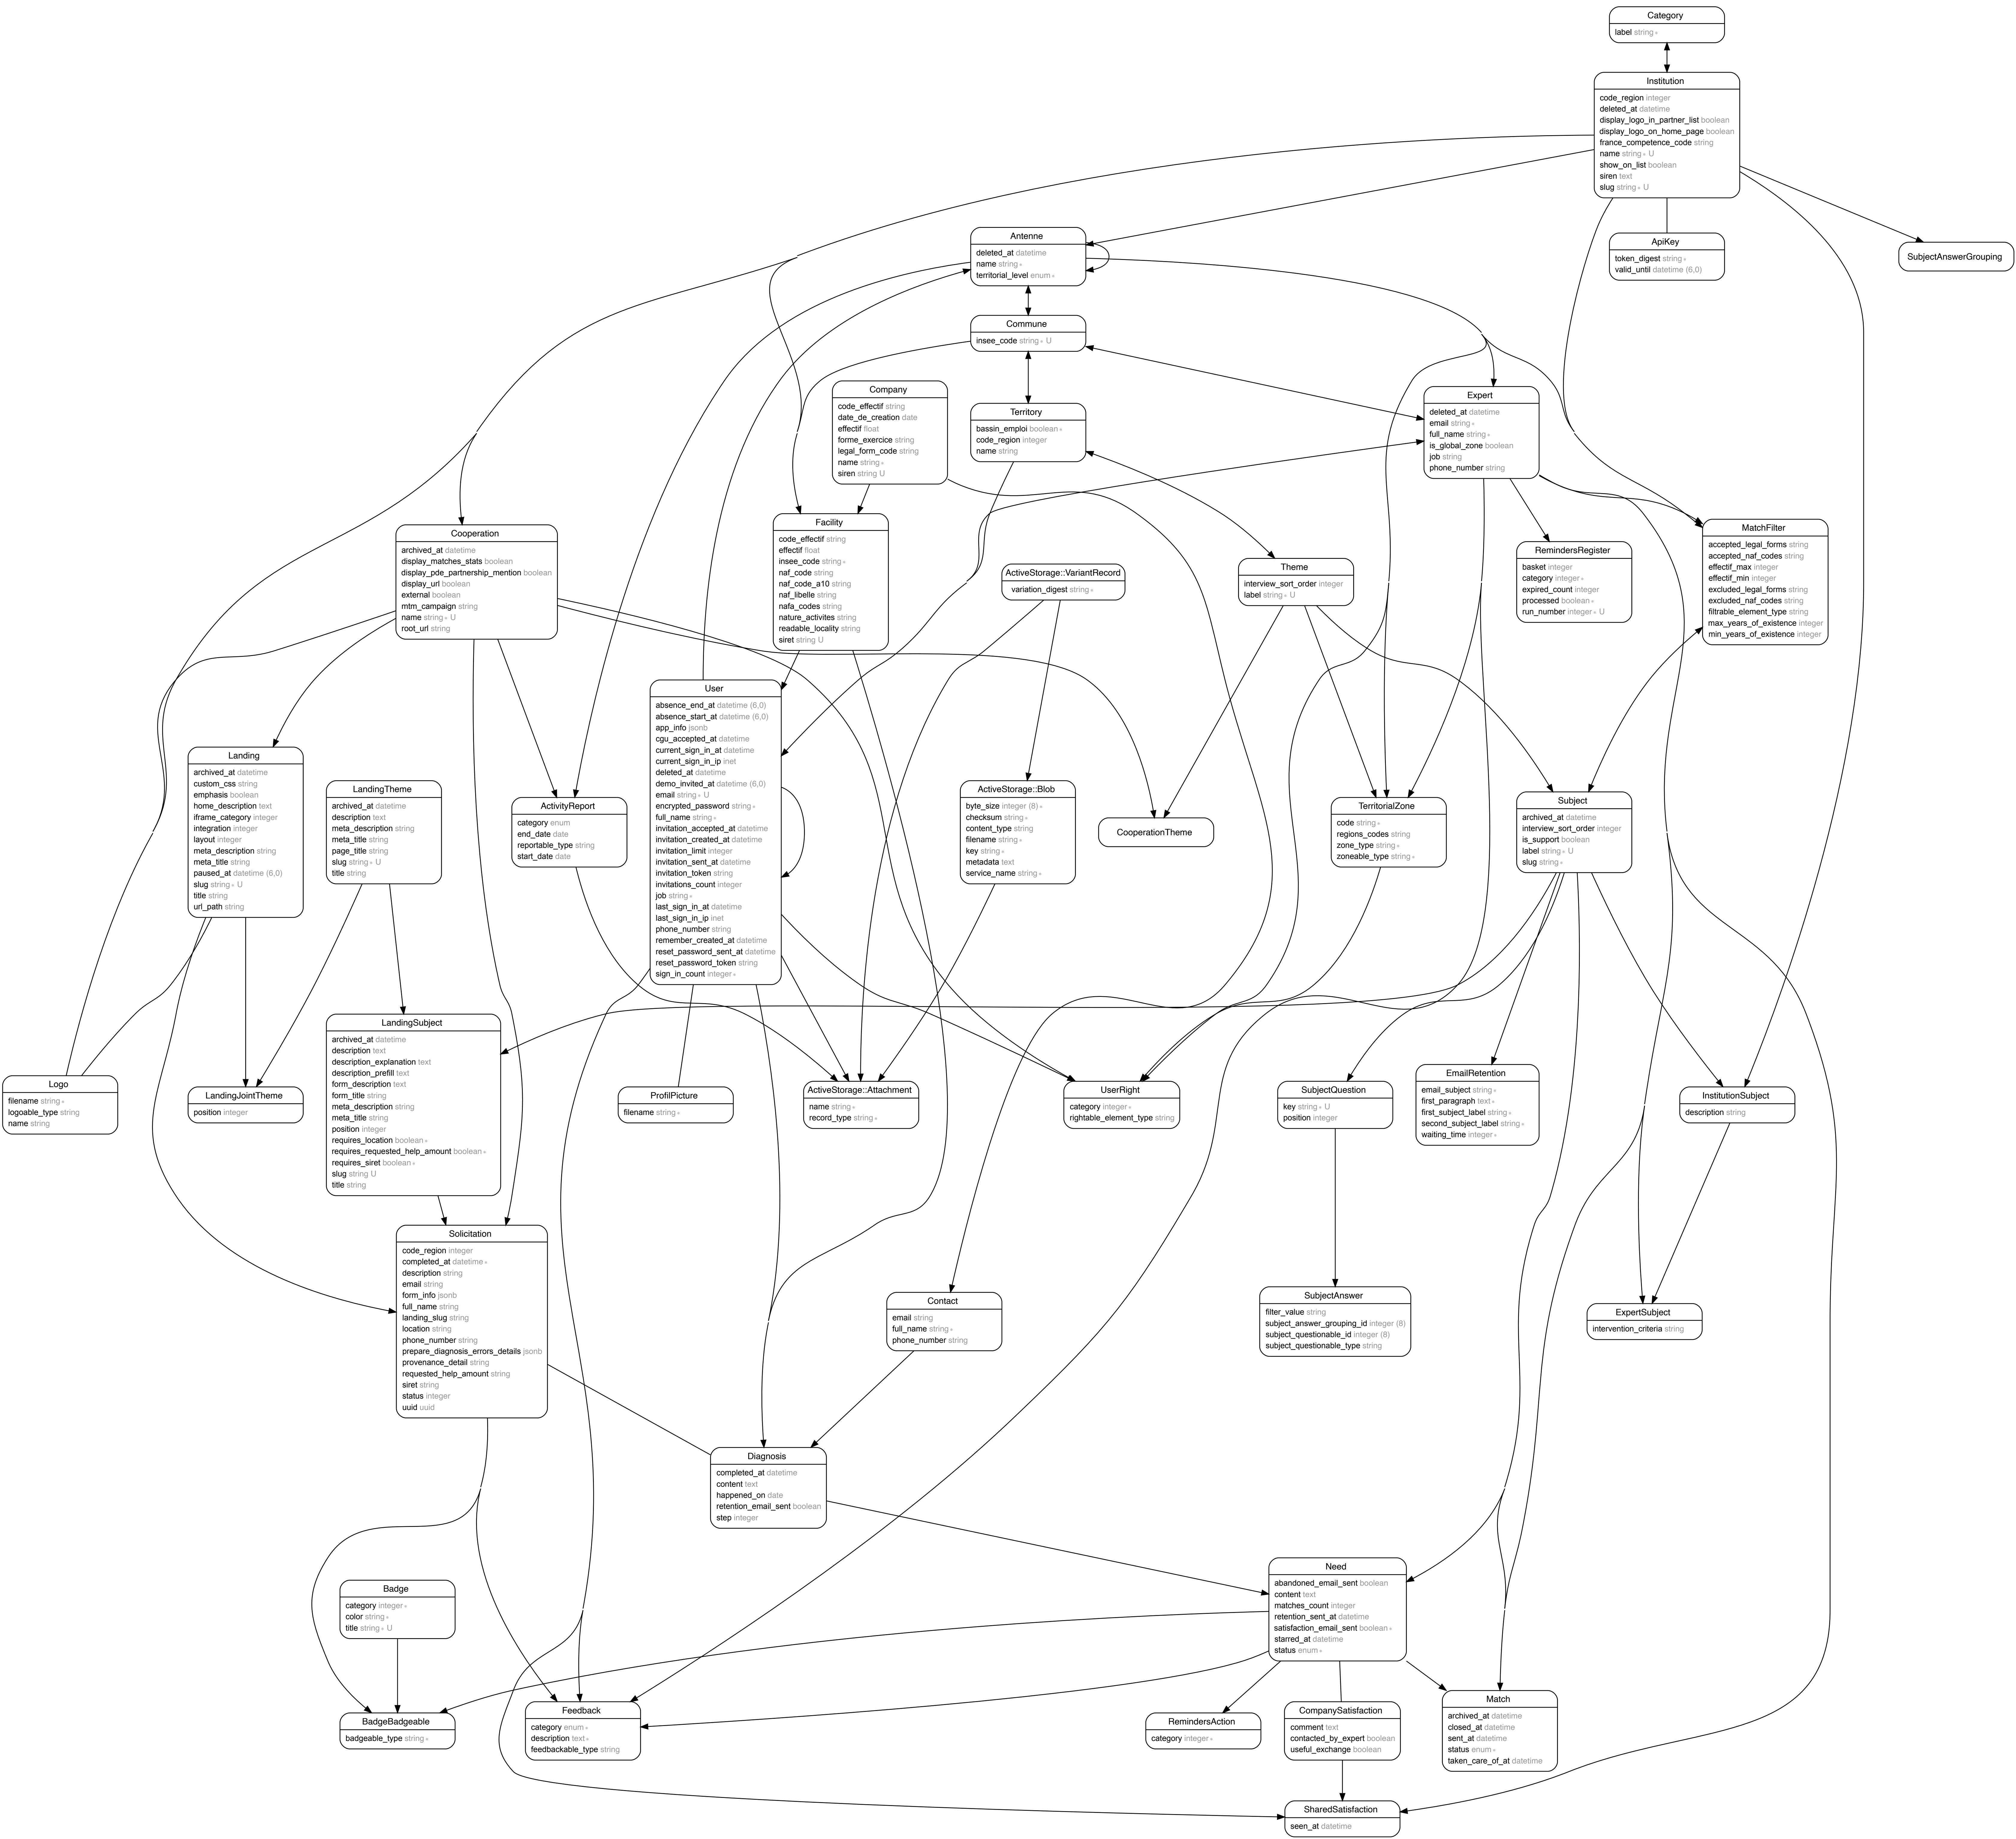 Category
label string ∗
Institution
code_region integer
deleted_at datetime
display_logo_in_partner_list boolean
display_logo_on_home_page boolean
france_competence_code string
name string ∗ U
show_on_list boolean
siren text
slug string ∗ U
Antenne
deleted_at datetime
name string ∗
territorial_level enum ∗
ApiKey
token_digest string ∗
valid_until datetime (6,0)
SubjectAnswerGrouping
Commune
insee_code string ∗ U
Company
code_effectif string
date_de_creation date
effectif float
forme_exercice string
legal_form_code string
name string ∗
siren string U
Territory
bassin_emploi boolean ∗
code_region integer
name string
Expert
deleted_at datetime
email string ∗
full_name string ∗
is_global_zone boolean
job string
phone_number string
Cooperation
archived_at datetime
display_matches_stats boolean
display_pde_partnership_mention boolean
display_url boolean
external boolean
mtm_campaign string
name string ∗ U
root_url string
Facility
code_effectif string
effectif float
insee_code string ∗
naf_code string
naf_code_a10 string
naf_libelle string
nafa_codes string
nature_activites string
readable_locality string
siret string U
ActiveStorage::VariantRecord
variation_digest string ∗
Theme
interview_sort_order integer
label string ∗ U
RemindersRegister
basket integer
category integer ∗
expired_count integer
processed boolean ∗
run_number integer ∗ U
MatchFilter
accepted_legal_forms string
accepted_naf_codes string
effectif_max integer
effectif_min integer
excluded_legal_forms string
excluded_naf_codes string
filtrable_element_type string
max_years_of_existence integer
min_years_of_existence integer
User
absence_end_at datetime (6,0)
absence_start_at datetime (6,0)
app_info jsonb
cgu_accepted_at datetime
current_sign_in_at datetime
current_sign_in_ip inet
deleted_at datetime
demo_invited_at datetime (6,0)
email string ∗ U
encrypted_password string ∗
full_name string ∗
invitation_accepted_at datetime
invitation_created_at datetime
invitation_limit integer
invitation_sent_at datetime
invitation_token string
invitations_count integer
job string ∗
last_sign_in_at datetime
last_sign_in_ip inet
phone_number string
remember_created_at datetime
reset_password_sent_at datetime
reset_password_token string
sign_in_count integer ∗
Landing
archived_at datetime
custom_css string
emphasis boolean
home_description text
iframe_category integer
integration integer
layout integer
meta_description string
meta_title string
paused_at datetime (6,0)
slug string ∗ U
title string
url_path string
LandingTheme
archived_at datetime
description text
meta_description string
meta_title string
page_title string
slug string ∗ U
title string
ActivityReport
category enum
end_date date
reportable_type string
start_date date
ActiveStorage::Blob
byte_size integer (8) ∗
checksum string ∗
content_type string
filename string ∗
key string ∗
metadata text
service_name string ∗
CooperationTheme
TerritorialZone
code string ∗
regions_codes string
zone_type string ∗
zoneable_type string ∗
Subject
archived_at datetime
interview_sort_order integer
is_support boolean
label string ∗ U
slug string ∗
LandingSubject
archived_at datetime
description text
description_explanation text
description_prefill text
form_description text
form_title string
meta_description string
meta_title string
position integer
requires_location boolean ∗
requires_requested_help_amount boolean ∗
requires_siret boolean ∗
slug string U
title string
Logo
filename string ∗
logoable_type string
name string
LandingJointTheme
position integer
ProfilPicture
filename string ∗
ActiveStorage::Attachment
name string ∗
record_type string ∗
UserRight
category integer ∗
rightable_element_type string
SubjectQuestion
key string ∗ U
position integer
EmailRetention
email_subject string ∗
first_paragraph text ∗
first_subject_label string ∗
second_subject_label string ∗
waiting_time integer ∗
InstitutionSubject
description string
Solicitation
code_region integer
completed_at datetime ∗
description string
email string
form_info jsonb
full_name string
landing_slug string
location string
phone_number string
prepare_diagnosis_errors_details jsonb
provenance_detail string
requested_help_amount string
siret string
status integer
uuid uuid
Contact
email string
full_name string ∗
phone_number string
SubjectAnswer
filter_value string
subject_answer_grouping_id integer (8)
subject_questionable_id integer (8)
subject_questionable_type string
ExpertSubject
intervention_criteria string
Diagnosis
completed_at datetime
content text
happened_on date
retention_email_sent boolean
step integer
Need
abandoned_email_sent boolean
content text
matches_count integer
retention_sent_at datetime
satisfaction_email_sent boolean ∗
starred_at datetime
status enum ∗
Badge
category integer ∗
color string ∗
title string ∗ U
BadgeBadgeable
badgeable_type string ∗
Feedback
category enum ∗
description text ∗
feedbackable_type string
RemindersAction
category integer ∗
CompanySatisfaction
comment text
contacted_by_expert boolean
useful_exchange boolean
Match
archived_at datetime
closed_at datetime
sent_at datetime
status enum ∗
taken_care_of_at datetime
SharedSatisfaction
seen_at datetime